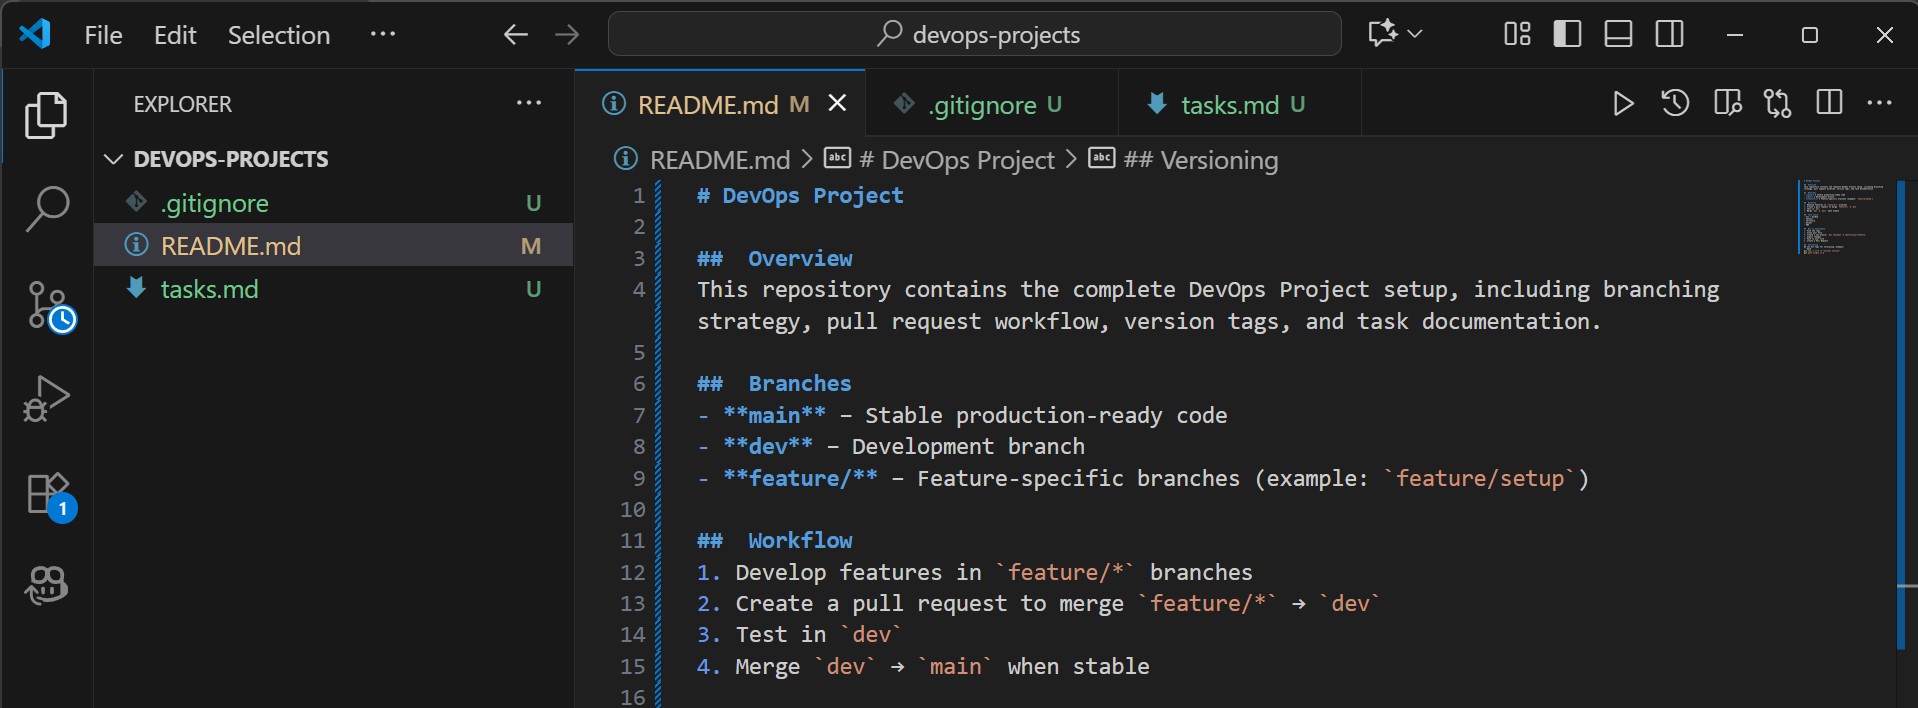 File Edit Selection ···
devops-projects
EXPLORER ···
DEVOPS-PROJECTS
.gitignore U
README.md M
tasks.md U
1
README.md M
.gitignore U
tasks.md U
README.md > # DevOps Project > ## Versioning
1 # DevOps Project
2
3 ##  Overview
4 This repository contains the complete DevOps Project setup, including branching
strategy, pull request workflow, version tags, and task documentation.
5
6 ##  Branches
7 - **main** – Stable production-ready code
8 - **dev** – Development branch
9 - **feature/** – Feature-specific branches (example: `feature/setup`)
10
11 ##  Workflow
12 1. Develop features in `feature/*` branches
13 2. Create a pull request to merge `feature/*` → `dev`
14 3. Test in `dev`
15 4. Merge `dev` → `main` when stable
16